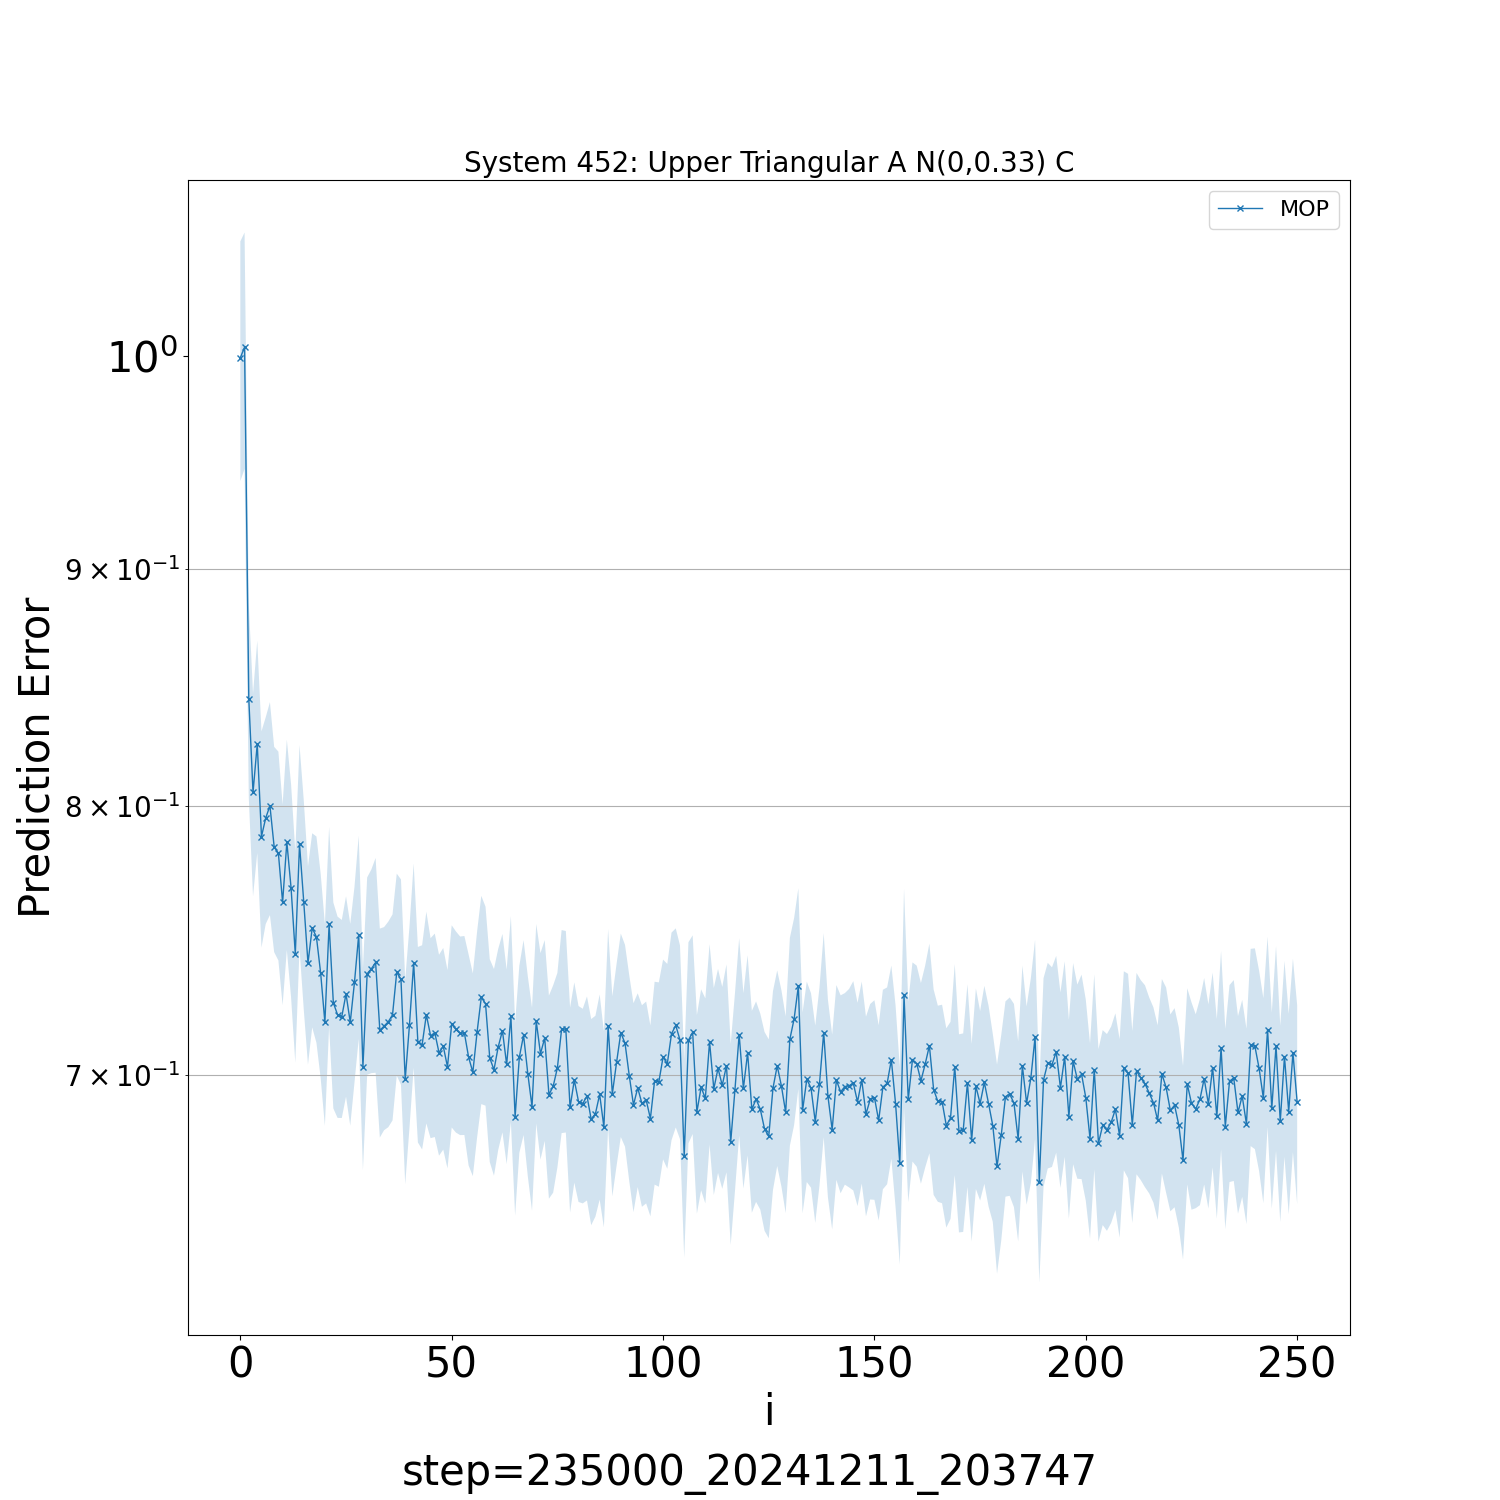 System 452: Upper Triangular A N(0,0.33) C
MOP
10⁰
9 × 10⁻¹
8 × 10⁻¹
7 × 10⁻¹
Prediction Error
0 50 100 150 200 250
i
step=235000_20241211_203747